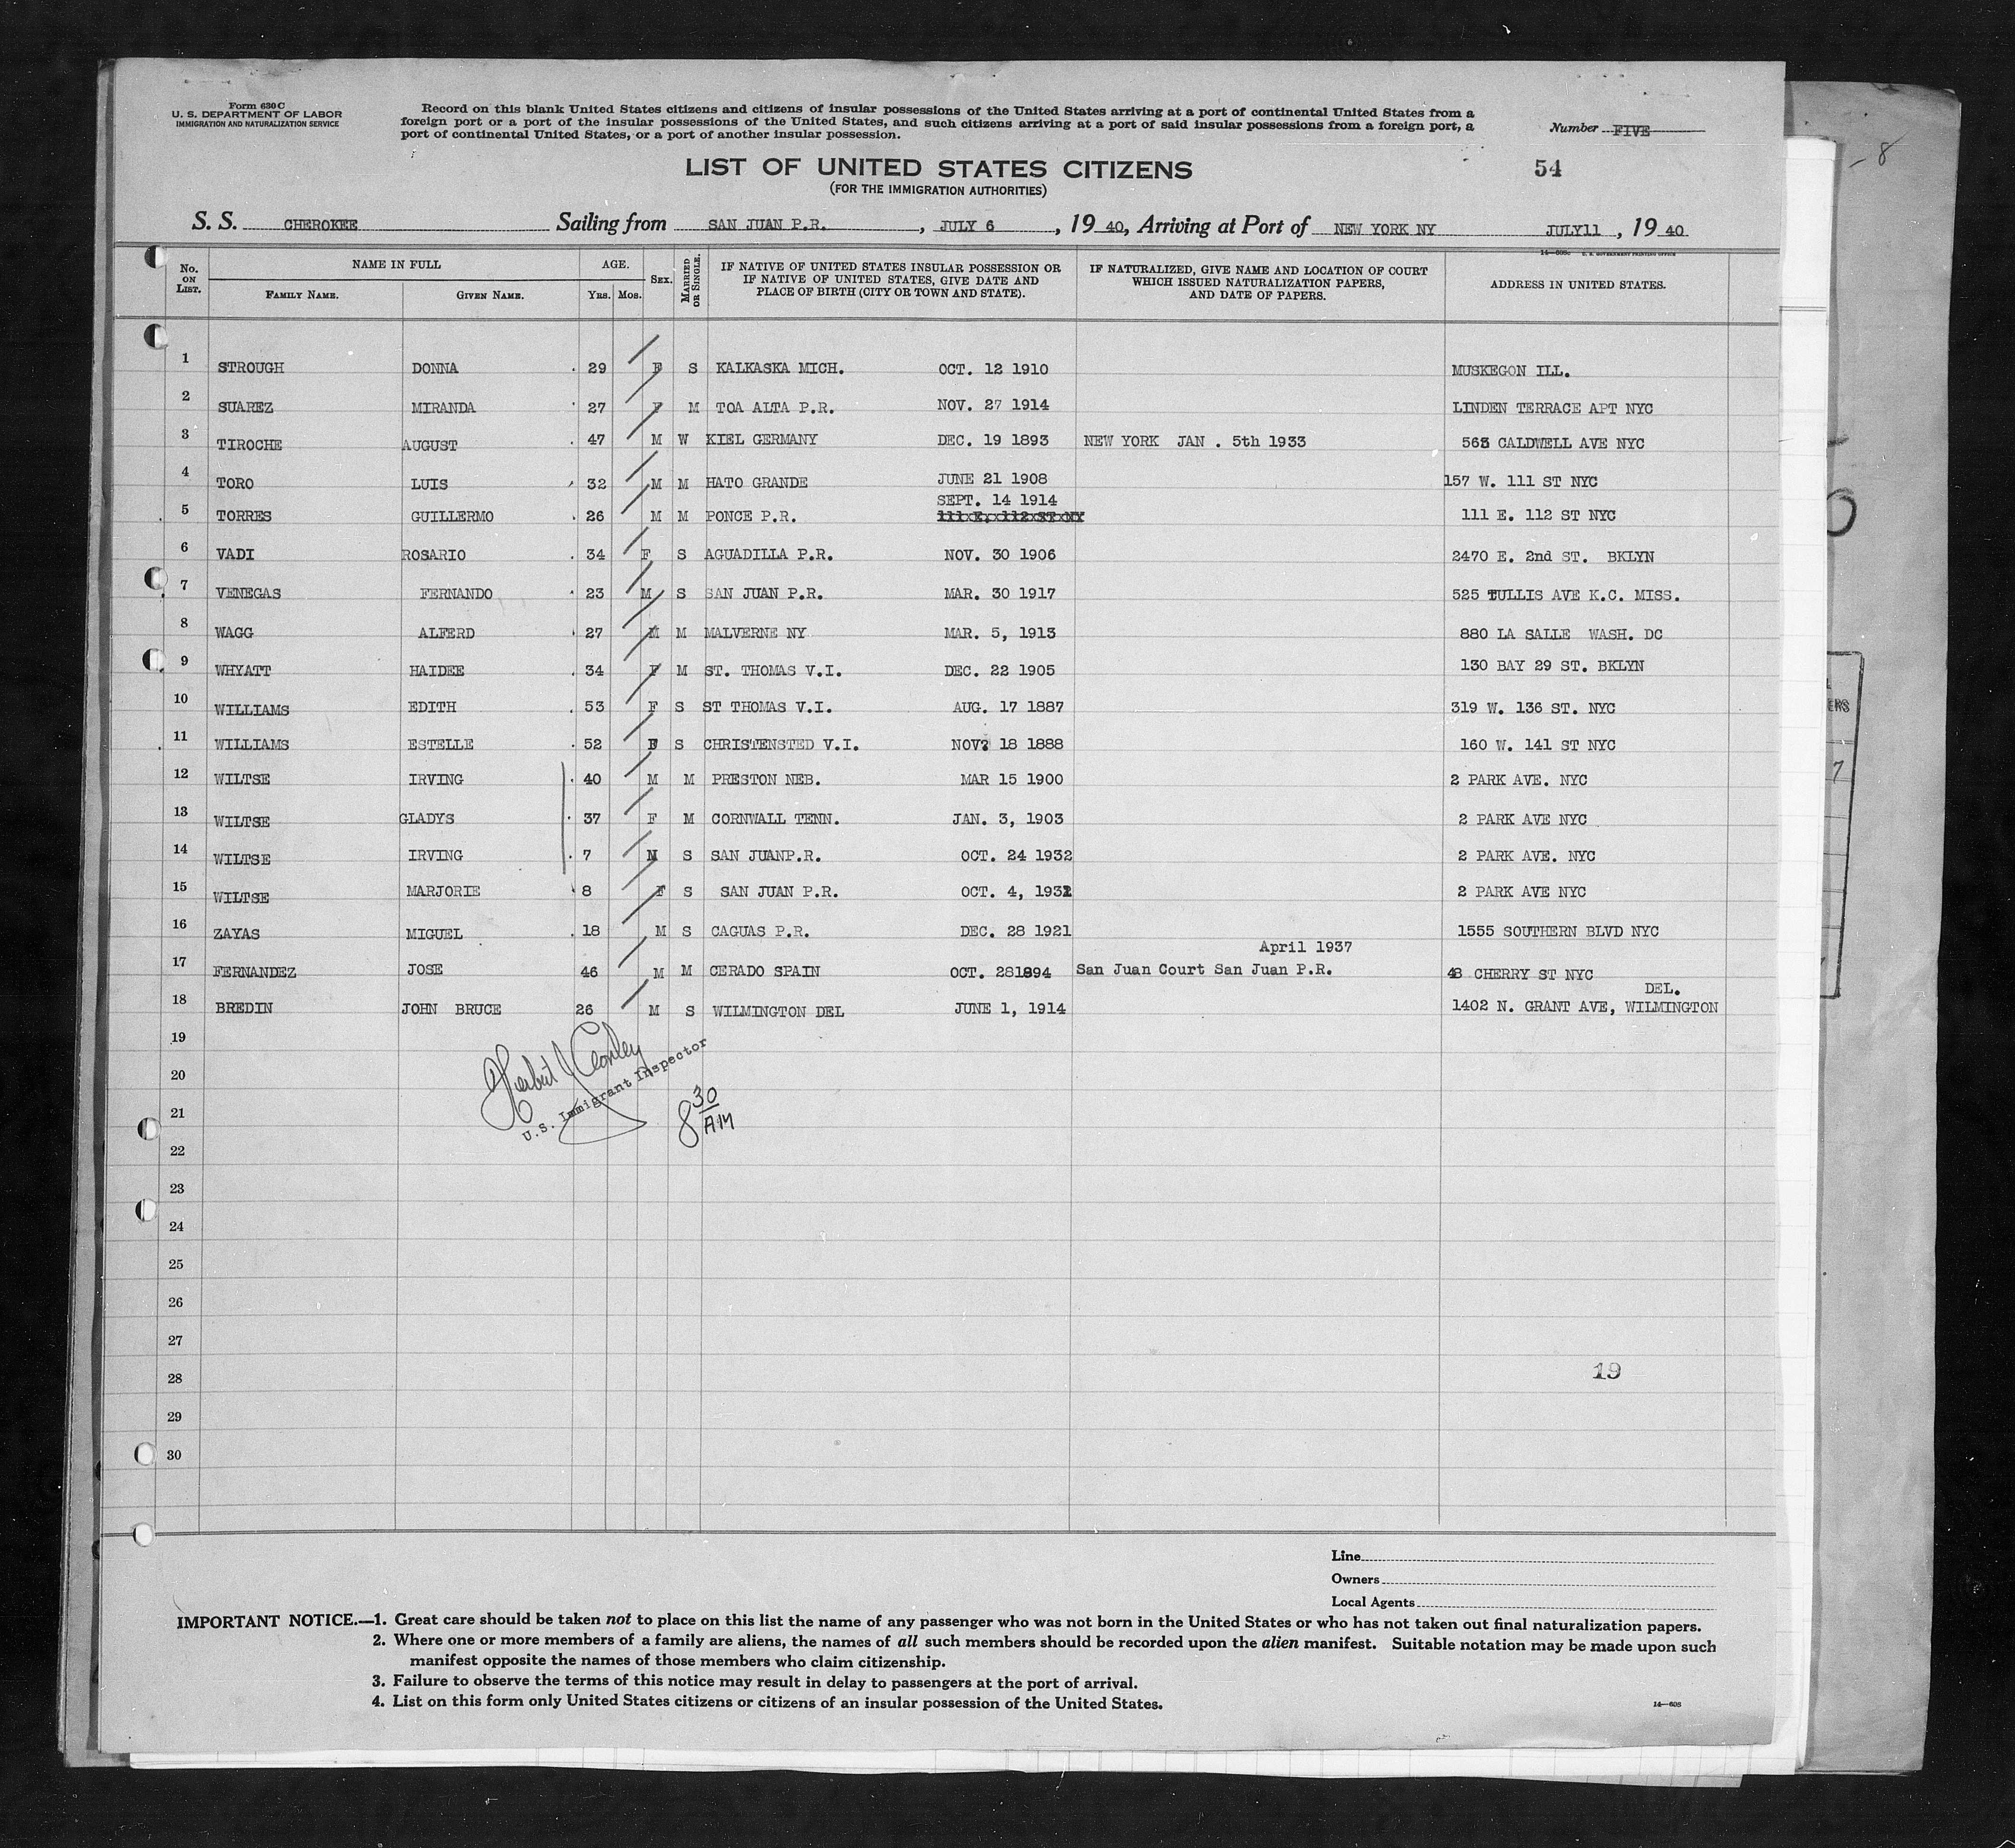 Form 630 C
U. S. DEPARTMENT OF LABOR
IMMIGRATION AND NATURALIZATION SERVICE
Record on this blank United States citizens and citizens of insular possessions of the United States arriving at a port of continental United States from a
foreign port or a port of the insular possessions of the United States, and such citizens arriving at a port of said insular possessions from a foreign port, a
port of continental United States, or a port of another insular possession.
Number FIVE
LIST OF UNITED STATES CITIZENS
54
(FOR THE IMMIGRATION AUTHORITIES)
S. S. CHEROKEE Sailing from SAN JUAN P.R. , JULY 6 , 19 40, Arriving at Port of NEW YORK NY JULY11 , 19 40
No. ON LIST. NAME IN FULL FAMILY NAME. GIVEN NAME. AGE. YRS. MOS. SEX. MARRIED OR SINGLE.
IF NATIVE OF UNITED STATES INSULAR POSSESSION OR
IF NATIVE OF UNITED STATES, GIVE DATE AND
PLACE OF BIRTH (CITY OR TOWN AND STATE).
IF NATURALIZED, GIVE NAME AND LOCATION OF COURT
WHICH ISSUED NATURALIZATION PAPERS,
AND DATE OF PAPERS.
ADDRESS IN UNITED STATES.
1 STROUGH DONNA 29 F S KALKASKA MICH. OCT. 12 1910 MUSKEGON ILL.
2 SUAREZ MIRANDA 27 F M TOA ALTA P.R. NOV. 27 1914 LINDEN TERRACE APT NYC
3 TIROCHE AUGUST 47 M W KIEL GERMANY DEC. 19 1893 NEW YORK JAN . 5th 1933 563 CALDWELL AVE NYC
4 TORO LUIS 32 M M HATO GRANDE JUNE 21 1908 157 W. 111 ST NYC
SEPT. 14 1914
5 TORRES GUILLERMO 26 M M PONCE P.R. 111 E. 112 ST NY 111 E. 112 ST NYC
6 VADI ROSARIO 34 F S AGUADILLA P.R. NOV. 30 1906 2470 E. 2nd ST. BKLYN
7 VENEGAS FERNANDO 23 M S SAN JUAN P.R. MAR. 30 1917 525 TULLIS AVE K.C. MISS.
8 WAGG ALFERD 27 M M MALVERNE NY MAR. 5, 1913 880 LA SALLE WASH. DC
9 WHYATT HAIDEE 34 F M ST. THOMAS V.I. DEC. 22 1905 130 BAY 29 ST. BKLYN
10 WILLIAMS EDITH 53 F S ST THOMAS V.I. AUG. 17 1887 319 W. 136 ST. NYC
11 WILLIAMS ESTELLE 52 F S CHRISTENSTED V.I. NOV. 18 1888 160 W. 141 ST NYC
12 WILTSE IRVING 40 M M PRESTON NEB. MAR 15 1900 2 PARK AVE. NYC
13 WILTSE GLADYS 37 F M CORNWALL TENN. JAN. 3, 1903 2 PARK AVE NYC
14 WILTSE IRVING 7 M S SAN JUANP.R. OCT. 24 1932 2 PARK AVE. NYC
15 WILTSE MARJORIE 8 F S SAN JUAN P.R. OCT. 4, 1931 2 PARK AVE NYC
16 ZAYAS MIGUEL 18 M S CAGUAS P.R. DEC. 28 1921 1555 SOUTHERN BLVD NYC
April 1937
17 FERNANDEZ JOSE 46 M M CERADO SPAIN OCT. 281894 San Juan Court San Juan P.R. 48 CHERRY ST NYC
DEL.
18 BREDIN JOHN BRUCE 26 M S WILMINGTON DEL JUNE 1, 1914 1402 N. GRANT AVE, WILMINGTON
19
20
Herbert J Conley
U.S. Immigrant Inspector
8 30 AM
21
22
23
24
25
26
27
28
19
29
30
Line
Owners
Local Agents
IMPORTANT NOTICE.—1. Great care should be taken not to place on this list the name of any passenger who was not born in the United States or who has not taken out final naturalization papers.
2. Where one or more members of a family are aliens, the names of all such members should be recorded upon the alien manifest. Suitable notation may be made upon such
manifest opposite the names of those members who claim citizenship.
3. Failure to observe the terms of this notice may result in delay to passengers at the port of arrival.
4. List on this form only United States citizens or citizens of an insular possession of the United States.
14—608
8
7